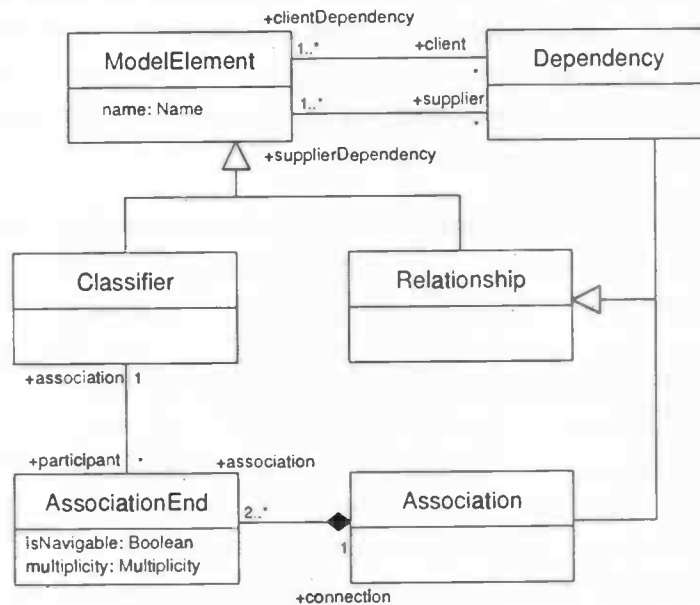 +clientDependency
ModelElement
name: Name
1..*
+client
*
1..*
+supplier
*
Dependency
+supplierDependency
Classifier
Relationship
+association
1
+participant
*
+association
AssociationEnd
isNavigable: Boolean
multiplicity: Multiplicity
2..*
1
Association
+connection